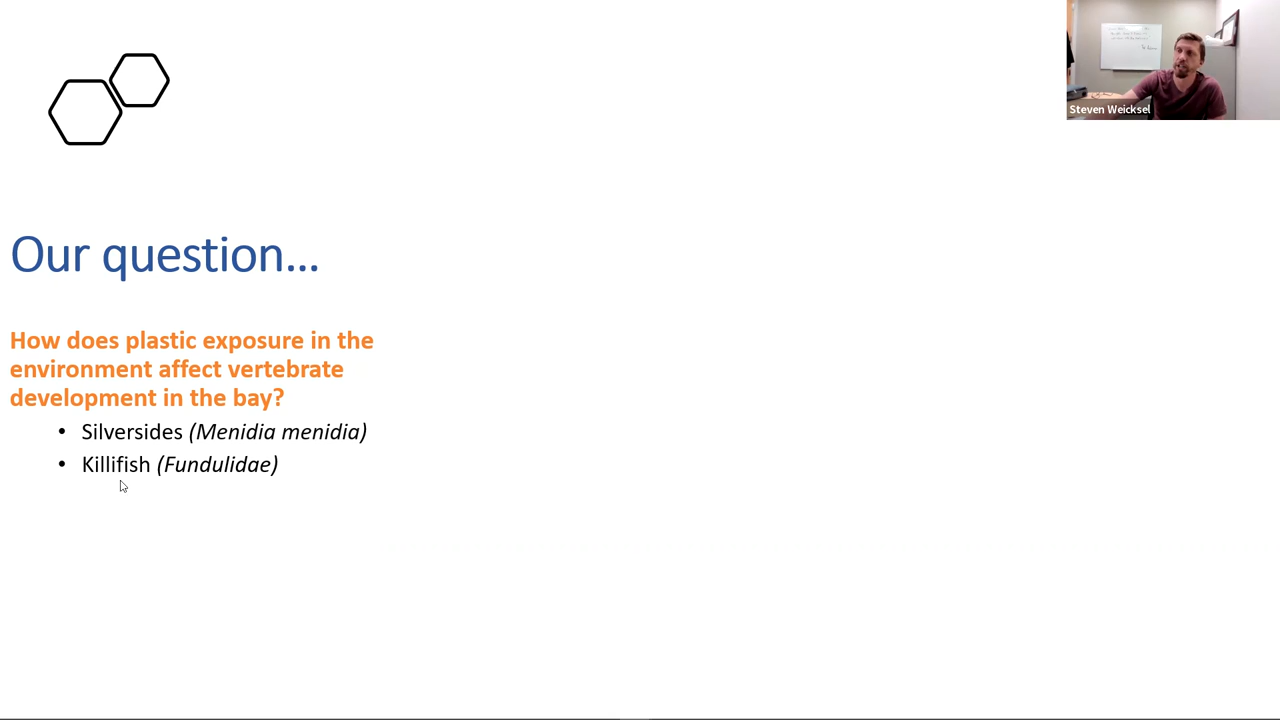 Steven Weicksel
Our question...
How does plastic exposure in the
environment affect vertebrate
development in the bay?
• Silversides (Menidia menidia)
• Killifish (Fundulidae)